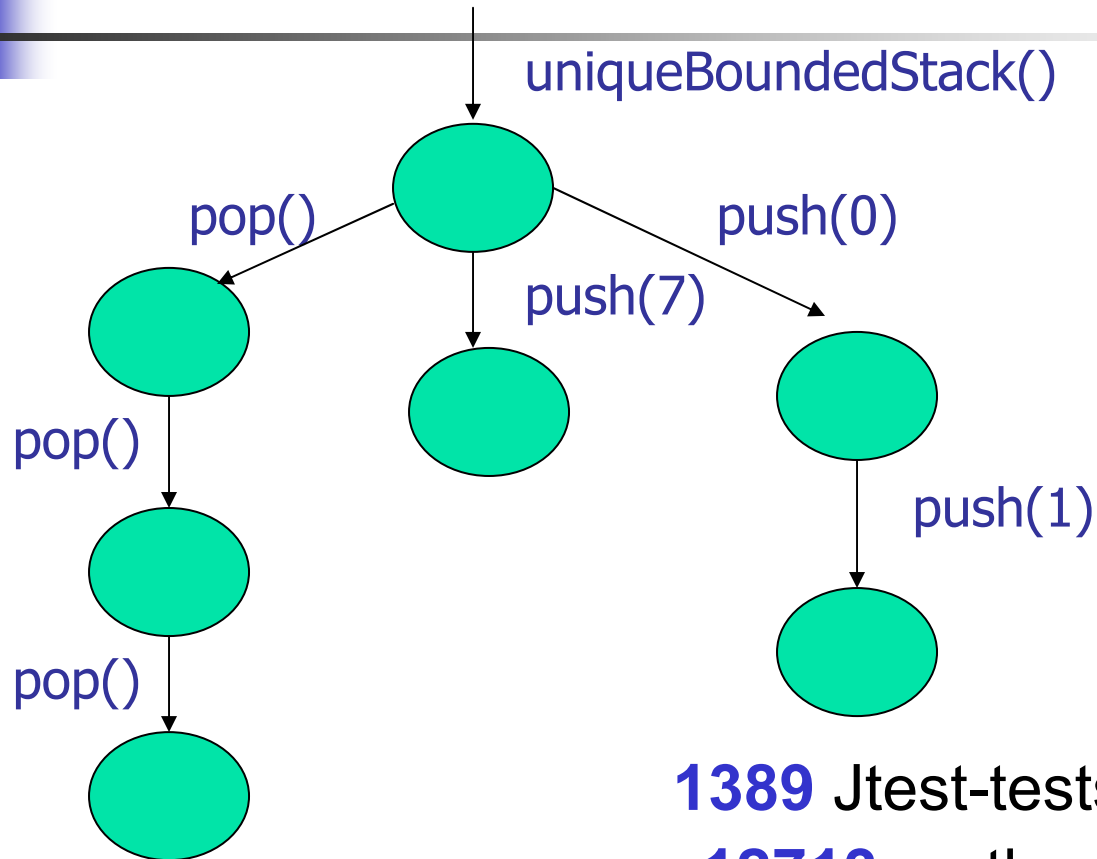 uniqueBoundedStack()
pop()
push(0)
push(7)
pop()
push(1)
pop()
1389 Jtest-tests